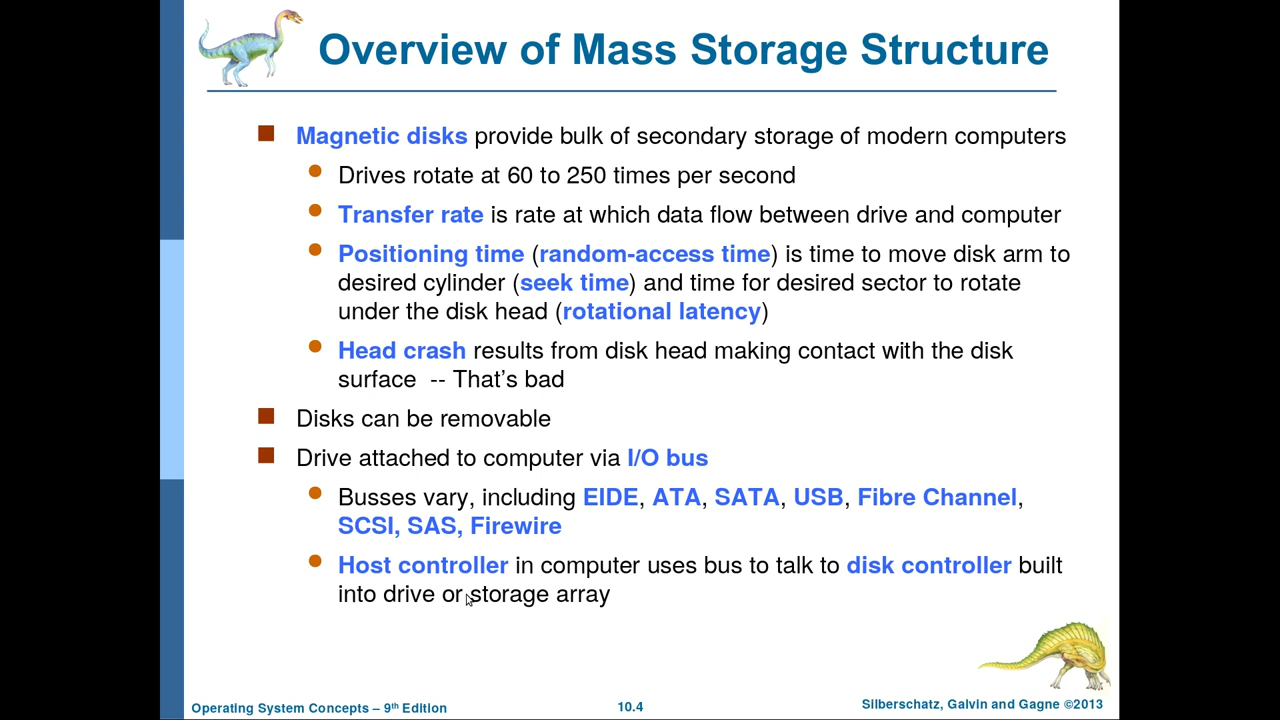 Overview of Mass Storage Structure
Magnetic disks provide bulk of secondary storage of modern computers
Drives rotate at 60 to 250 times per second
Transfer rate is rate at which data flow between drive and computer
Positioning time (random-access time) is time to move disk arm to
desired cylinder (seek time) and time for desired sector to rotate
under the disk head (rotational latency)
Head crash results from disk head making contact with the disk
surface -- That’s bad
Disks can be removable
Drive attached to computer via I/O bus
Busses vary, including EIDE, ATA, SATA, USB, Fibre Channel,
SCSI, SAS, Firewire
Host controller in computer uses bus to talk to disk controller built
into drive or storage array
Operating System Concepts – 9th Edition
10.4
Silberschatz, Galvin and Gagne ©2013